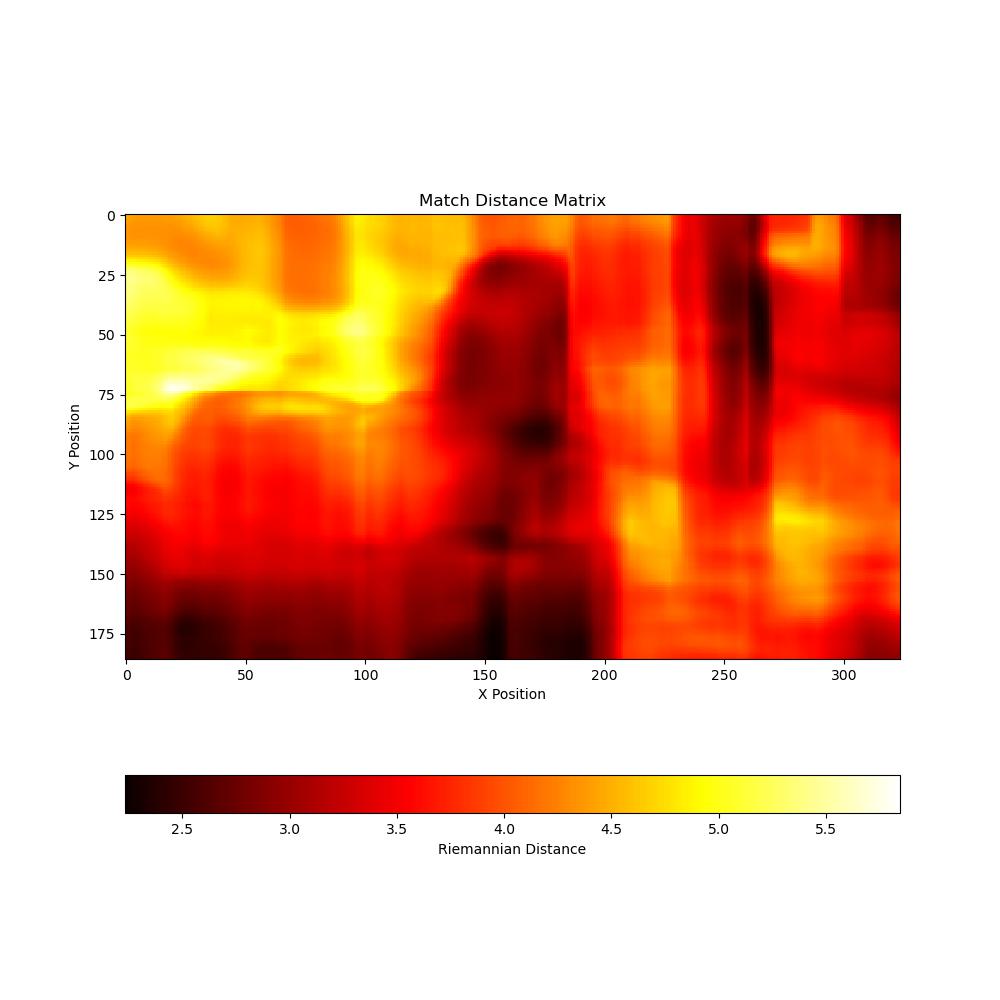 Match Distance Matrix
0
25
50
75
100
125
150
175
Y Position
0 50 100 150 200 250 300
X Position
2.5 3.0 3.5 4.0 4.5 5.0 5.5
Riemannian Distance